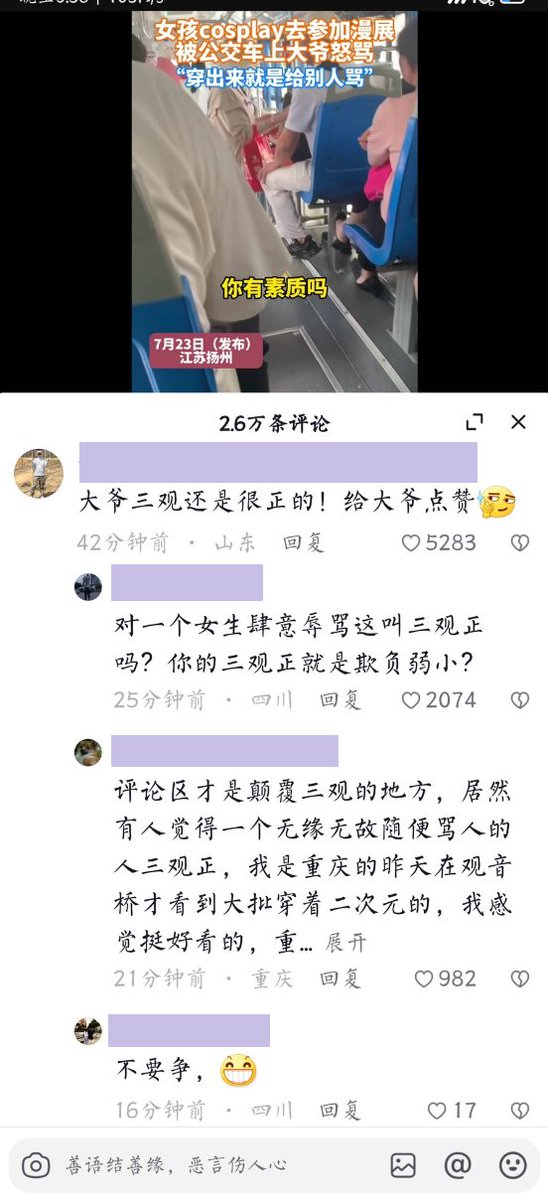 女孩cosplay去参加漫展
被公交车上大爷怒骂
“穿出来就是给别人骂”
你有素质吗
7月23日（发布）
江苏扬州
2.6万条评论
大爷三观还是很正的！给大爷点赞
42分钟前 · 山东 回复 5283
对一个女生肆意辱骂这叫三观正
吗？你的三观正就是欺负弱小？
25分钟前 · 四川 回复 2074
评论区才是颠覆三观的地方，居然
有人觉得一个无缘无故随便骂人的
人三观正，我是重庆的昨天在观音
桥才看到大批穿着二次元的，我感
觉挺好看的，重... 展开
21分钟前 · 重庆 回复 982
不要争，
16分钟前 · 四川 回复 17
善语结善缘，恶言伤人心